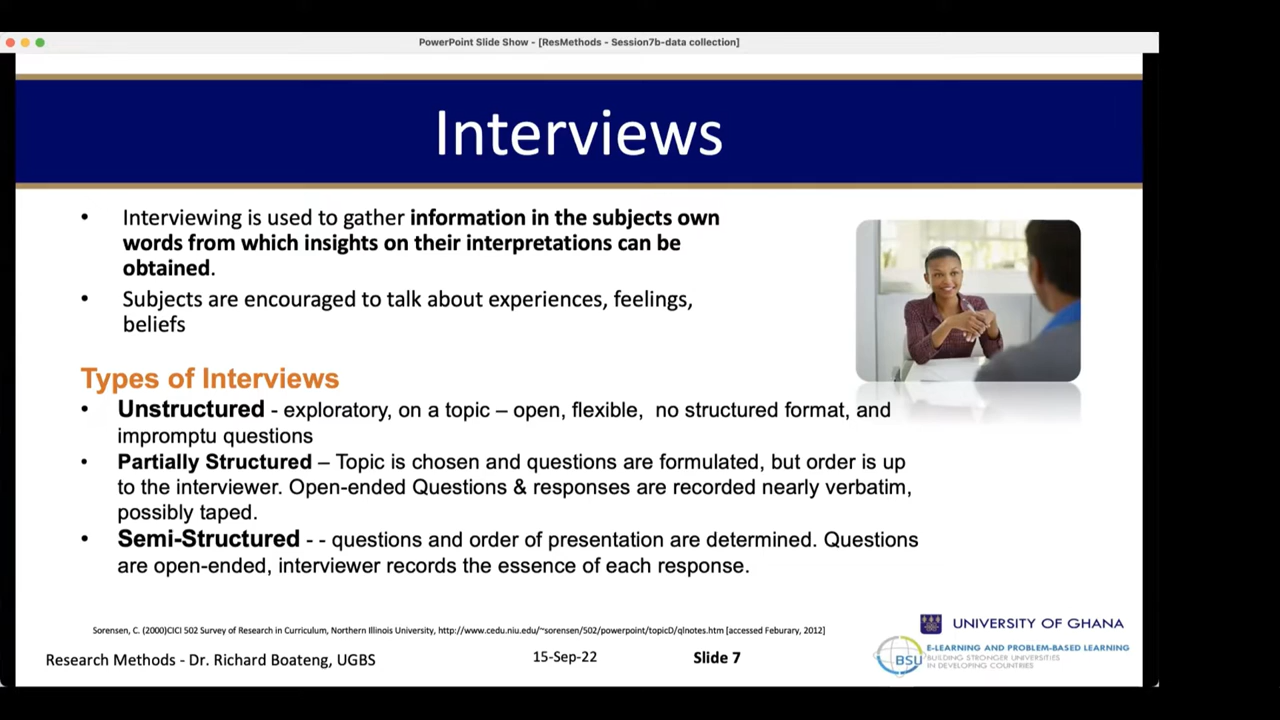 PowerPoint Slide Show - [ResMethods - Session7b-data collection]
Interviews
• Interviewing is used to gather information in the subjects own
words from which insights on their interpretations can be
obtained.
• Subjects are encouraged to talk about experiences, feelings,
beliefs
Types of Interviews
• Unstructured - exploratory, on a topic – open, flexible, no structured format, and
impromptu questions
• Partially Structured – Topic is chosen and questions are formulated, but order is up
to the interviewer. Open-ended Questions & responses are recorded nearly verbatim,
possibly taped.
• Semi-Structured - - questions and order of presentation are determined. Questions
are open-ended, interviewer records the essence of each response.
Sorensen, C. (2000)CICI 502 Survey of Research in Curriculum, Northern Illinois University, http://www.cedu.niu.edu/~sorensen/502/powerpoint/topicD/qlnotes.htm [accessed Feburary, 2012]
UNIVERSITY OF GHANA
BSU
E-LEARNING AND PROBLEM-BASED LEARNING
BUILDING STRONGER UNIVERSITIES
IN DEVELOPING COUNTRIES
Research Methods - Dr. Richard Boateng, UGBS
15-Sep-22
Slide 7